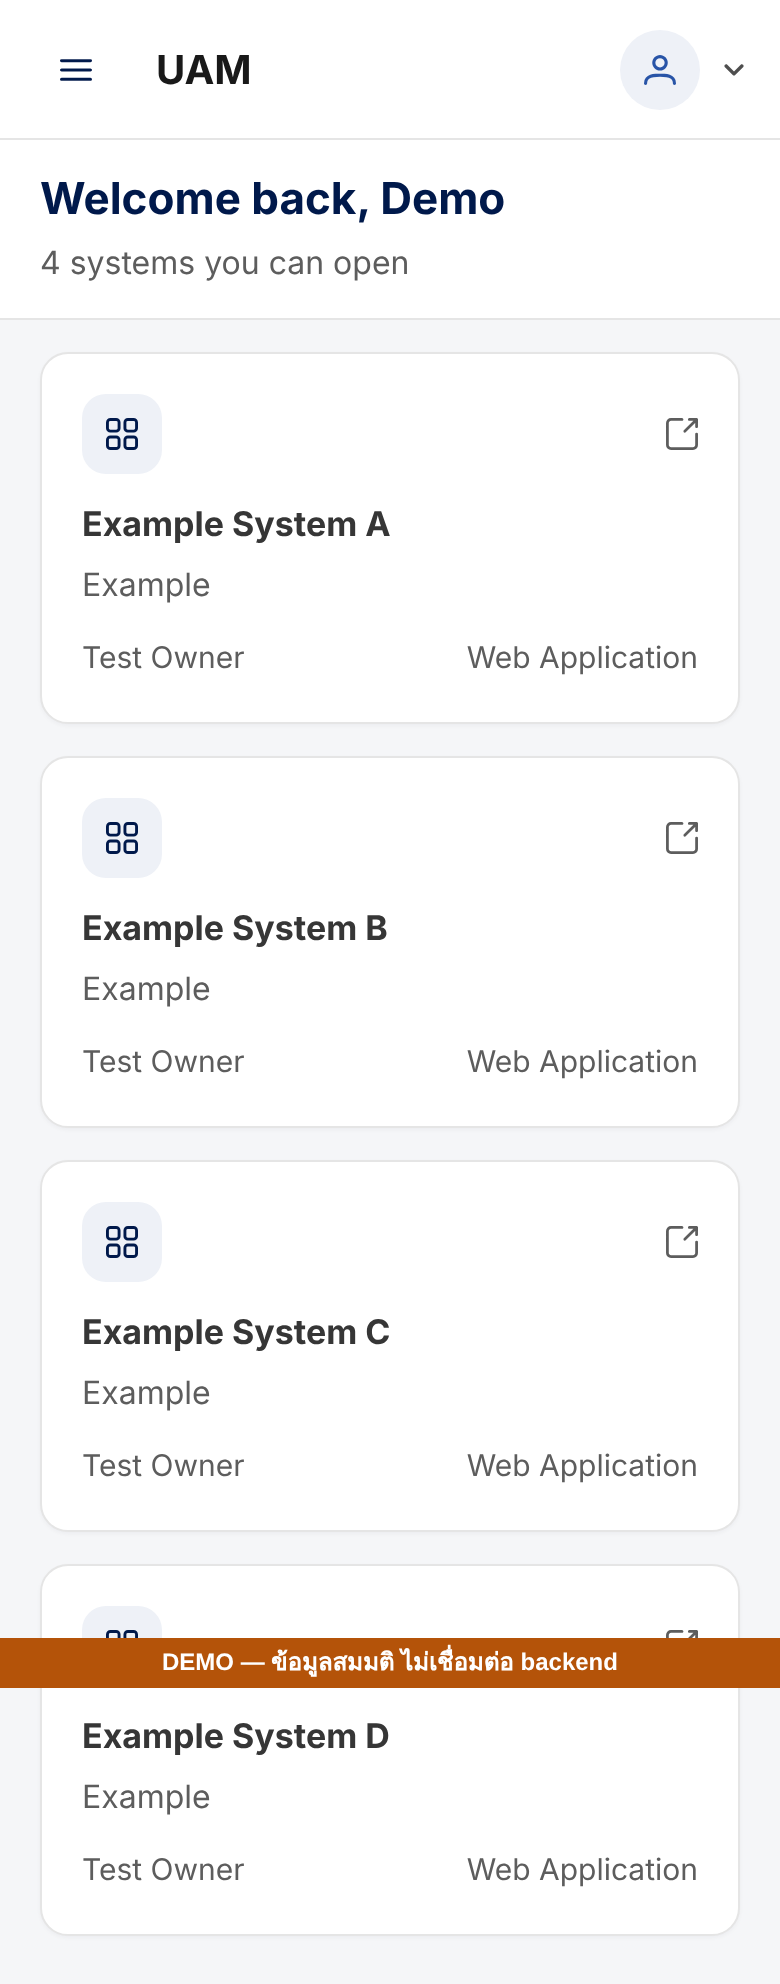 UAM
Welcome back, Demo
4 systems you can open
Example System A
Example
Test Owner Web Application
Example System B
Example
Test Owner Web Application
Example System C
Example
Test Owner Web Application
DEMO — ข้อมูลสมมติ ไม่เชื่อมต่อ backend
Example System D
Example
Test Owner Web Application